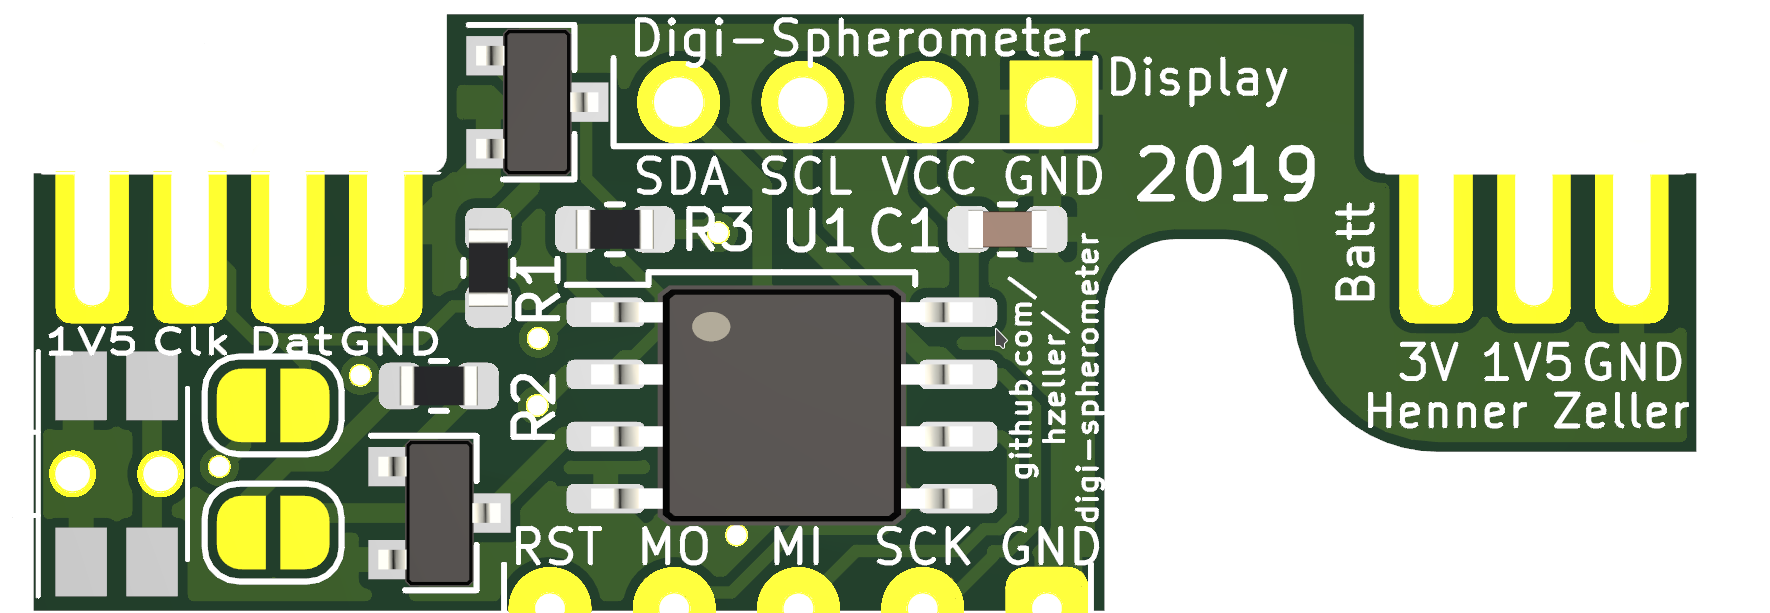 Digi-Spherometer
Display
SDA SCL VCC GND
2019
R3 U1 C1
Batt
R1
1V5 Clk Dat GND
3V 1V5 GND
Henner Zeller
R2
github.com/
hzeller/
digi-spherometer
RST MO MI SCK GND